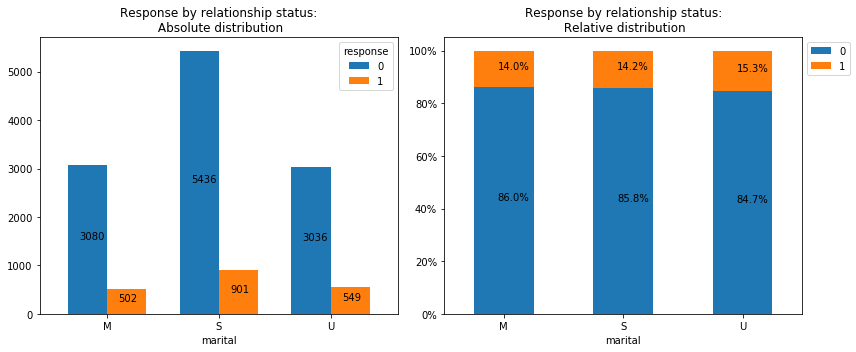 Response by relationship status:
Absolute distribution
response
0
1
5000
4000
3000
2000
1000
0
3080
502
5436
901
3036
549
M
S
U
marital
Response by relationship status:
Relative distribution
0
1
100%
80%
60%
40%
20%
0%
14.0%
14.2%
15.3%
86.0%
85.8%
84.7%
M
S
U
marital